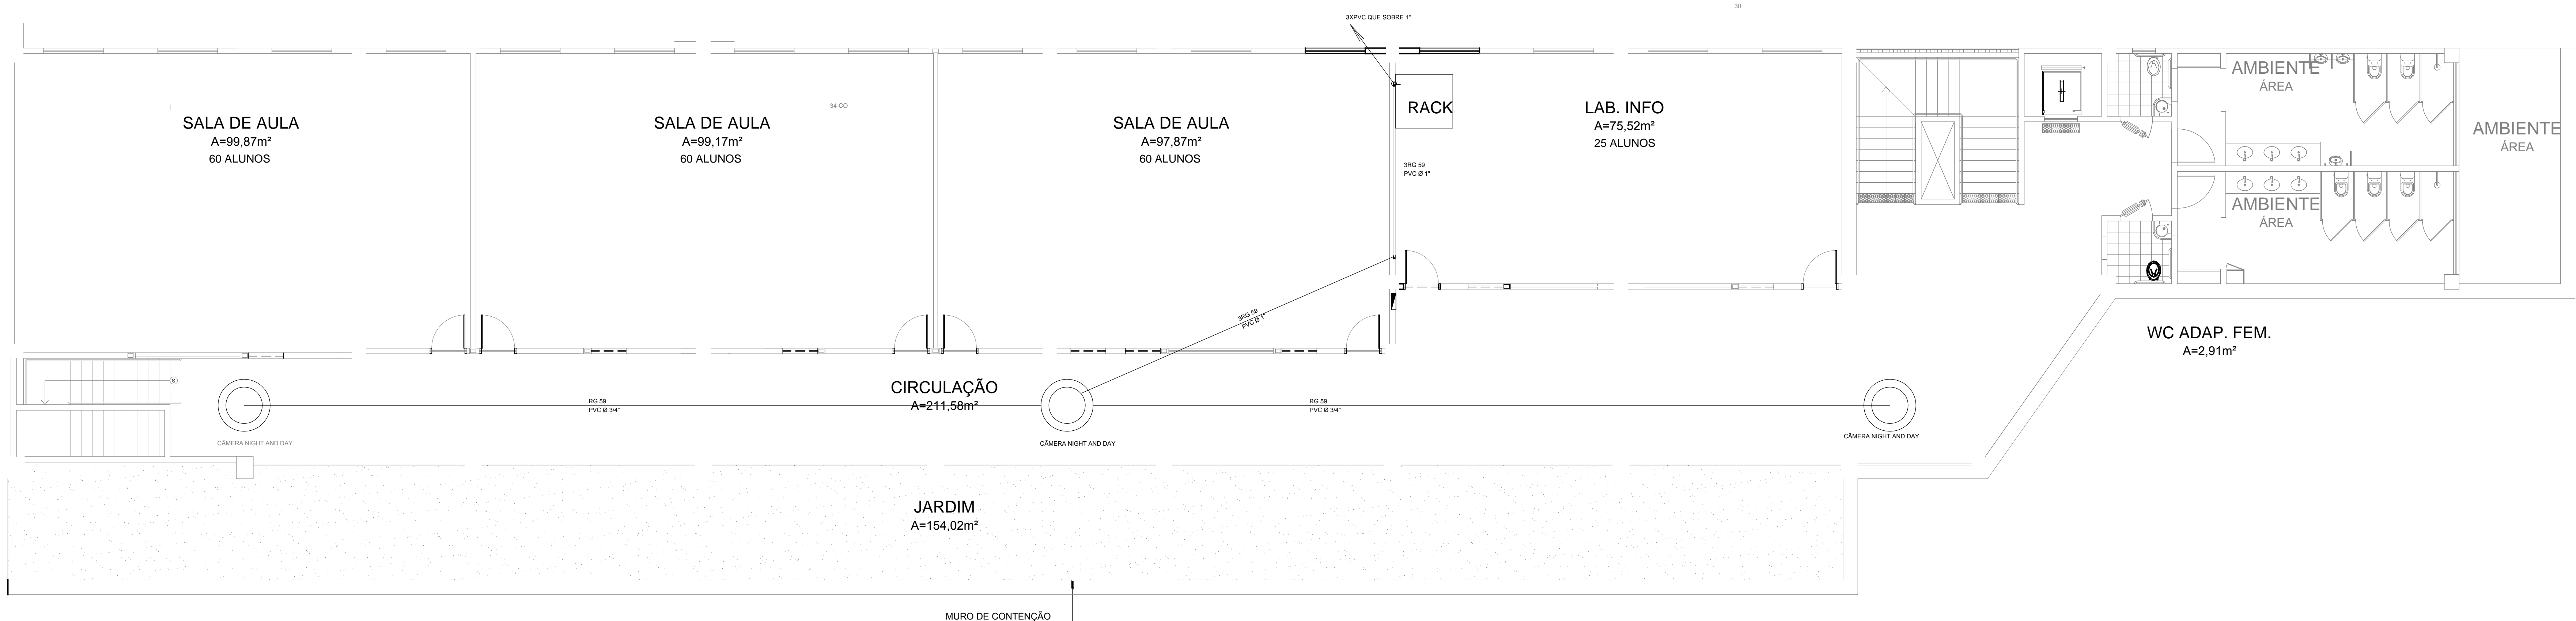 30
3XPVC QUE SOBRE 1"
SALA DE AULA
A=99,87m²
60 ALUNOS
34-CO
SALA DE AULA
A=99,17m²
60 ALUNOS
SALA DE AULA
A=97,87m²
60 ALUNOS
RACK
3RG 59
PVC Ø 1"
LAB. INFO
A=75,52m²
25 ALUNOS
AMBIENTE
ÁREA
AMBIENTE
ÁREA
AMBIENTE
ÁREA
3RG 59
PVC Ø 1"
WC ADAP. FEM.
A=2,91m²
S
CIRCULAÇÃO
A=211,58m²
RG 59
PVC Ø 3/4"
RG 59
PVC Ø 3/4"
CÂMERA NIGHT AND DAY
CÂMERA NIGHT AND DAY
CÂMERA NIGHT AND DAY
JARDIM
A=154,02m²
MURO DE CONTENÇÃO